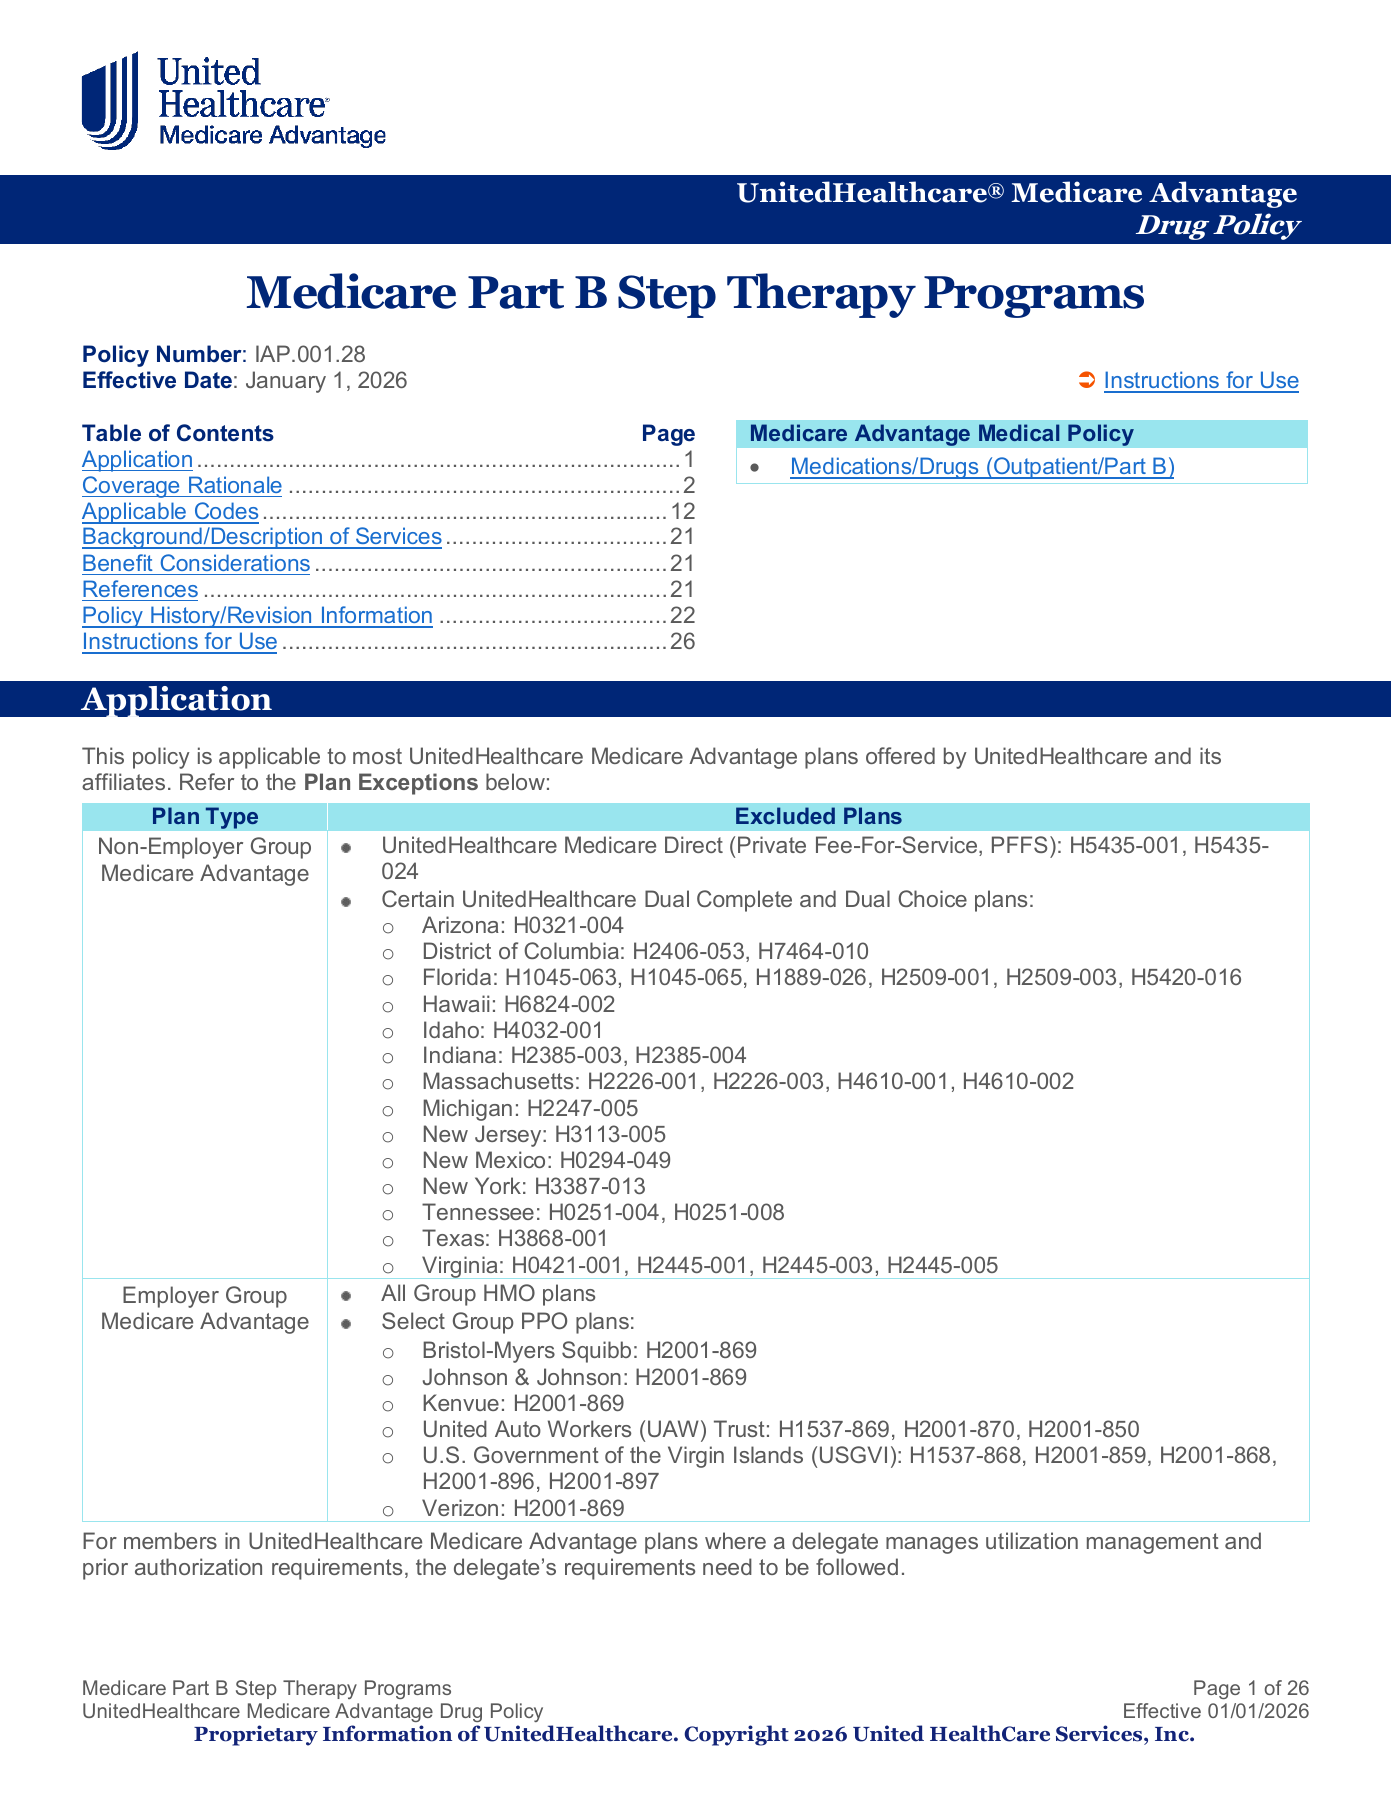 United
Healthcare®
Medicare Advantage
UnitedHealthcare® Medicare Advantage
Drug Policy
Medicare Part B Step Therapy Programs
Policy Number: IAP.001.28
Effective Date: January 1, 2026
Instructions for Use
Table of Contents Page
Application ........................................................................... 1
Coverage Rationale ............................................................ 2
Applicable Codes .............................................................. 12
Background/Description of Services .................................. 21
Benefit Considerations ...................................................... 21
References ....................................................................... 21
Policy History/Revision Information ................................... 22
Instructions for Use ........................................................... 26
Medicare Advantage Medical Policy
• Medications/Drugs (Outpatient/Part B)
Application
This policy is applicable to most UnitedHealthcare Medicare Advantage plans offered by UnitedHealthcare and its
affiliates. Refer to the Plan Exceptions below:
Plan Type Excluded Plans
Non-Employer Group
Medicare Advantage
• UnitedHealthcare Medicare Direct (Private Fee-For-Service, PFFS): H5435-001, H5435-
024
• Certain UnitedHealthcare Dual Complete and Dual Choice plans:
o Arizona: H0321-004
o District of Columbia: H2406-053, H7464-010
o Florida: H1045-063, H1045-065, H1889-026, H2509-001, H2509-003, H5420-016
o Hawaii: H6824-002
o Idaho: H4032-001
o Indiana: H2385-003, H2385-004
o Massachusetts: H2226-001, H2226-003, H4610-001, H4610-002
o Michigan: H2247-005
o New Jersey: H3113-005
o New Mexico: H0294-049
o New York: H3387-013
o Tennessee: H0251-004, H0251-008
o Texas: H3868-001
o Virginia: H0421-001, H2445-001, H2445-003, H2445-005
Employer Group
Medicare Advantage
• All Group HMO plans
• Select Group PPO plans:
o Bristol-Myers Squibb: H2001-869
o Johnson & Johnson: H2001-869
o Kenvue: H2001-869
o United Auto Workers (UAW) Trust: H1537-869, H2001-870, H2001-850
o U.S. Government of the Virgin Islands (USGVI): H1537-868, H2001-859, H2001-868,
H2001-896, H2001-897
o Verizon: H2001-869
For members in UnitedHealthcare Medicare Advantage plans where a delegate manages utilization management and
prior authorization requirements, the delegate's requirements need to be followed.
Medicare Part B Step Therapy Programs Page 1 of 26
UnitedHealthcare Medicare Advantage Drug Policy Effective 01/01/2026
Proprietary Information of UnitedHealthcare. Copyright 2026 United HealthCare Services, Inc.